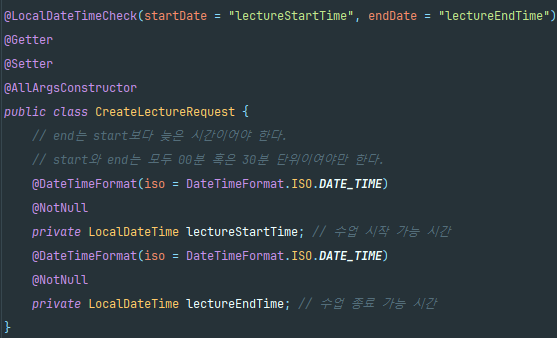 @LocalDateTimeCheck(startDate = "lectureStartTime", endDate = "lectureEndTime")
@Getter
@Setter
@AllArgsConstructor
public class CreateLectureRequest {
// end는 start보다 늦은 시간이어야 한다.
// start와 end는 모두 00분 혹은 30분 단위이여야만 한다.
@DateTimeFormat(iso = DateTimeFormat.ISO.DATE_TIME)
@NotNull
private LocalDateTime lectureStartTime; // 수업 시작 가능 시간
@DateTimeFormat(iso = DateTimeFormat.ISO.DATE_TIME)
@NotNull
private LocalDateTime lectureEndTime; // 수업 종료 가능 시간
}